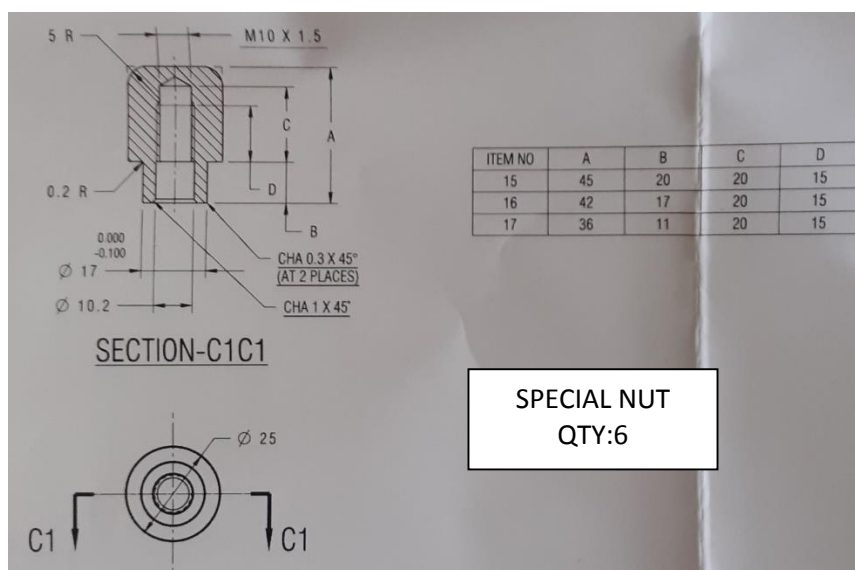 5 R
M10 X 1.5
C
A
D
B
0.2 R
0.000
-0.100
Ø 17
Ø 10.2
CHA 0.3 X 45°
(AT 2 PLACES)
CHA 1 X 45°
SECTION-C1C1
ITEM NO A B C D
15 45 20 20 15
16 42 17 20 15
17 36 11 20 15
SPECIAL NUT
QTY:6
Ø 25
C1 C1